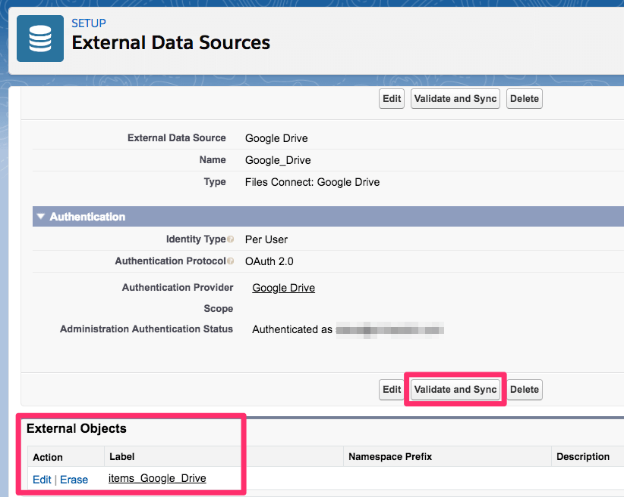 SETUP
External Data Sources
Edit Validate and Sync Delete
External Data Source Google Drive
Name Google_Drive
Type Files Connect: Google Drive
Authentication
Identity Type Per User
Authentication Protocol OAuth 2.0
Authentication Provider Google Drive
Scope
Administration Authentication Status Authenticated as
Edit Validate and Sync Delete
External Objects
Action Label Namespace Prefix Description
Edit | Erase items_Google_Drive